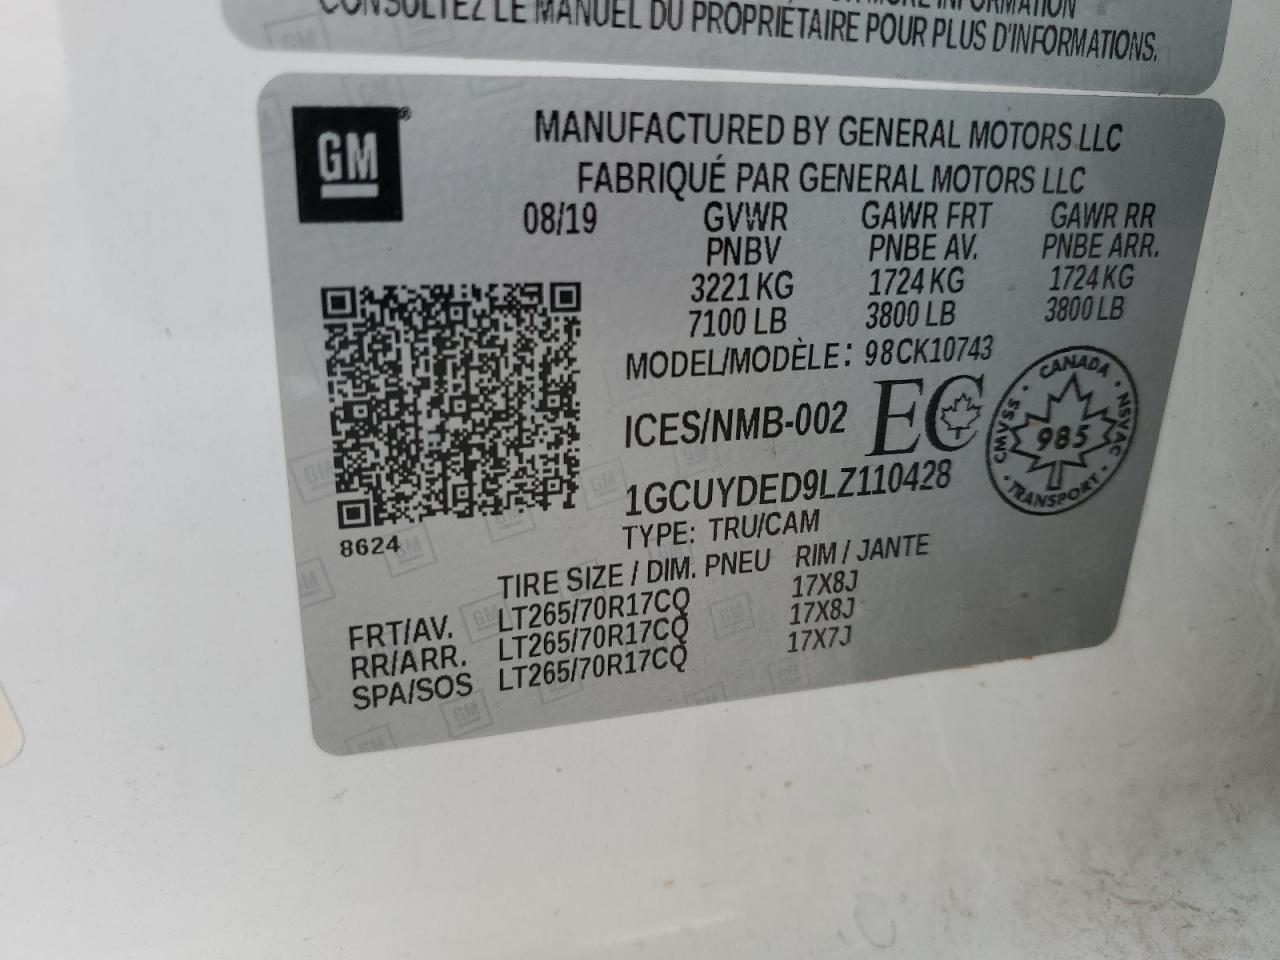 CONSULTEZ LE MANUEL DU PROPRIÉTAIRE POUR PLUS D'INFORMATIONS.
GM®
MANUFACTURED BY GENERAL MOTORS LLC
FABRIQUÉ PAR GENERAL MOTORS LLC
08/19 GVWR GAWR FRT GAWR RR
PNBV PNBE AV. PNBE ARR.
3221 KG 1724 KG 1724 KG
7100 LB 3800 LB 3800 LB
MODEL/MODÈLE: 98CK10743
ICES/NMB-002 EC
CANADA · NSVAC · TRANSPORT · CMVSS ·
985
1GCUYDED9LZ110428
TYPE: TRU/CAM
8624
TIRE SIZE / DIM. PNEU RIM / JANTE
FRT/AV. LT265/70R17CQ 17X8J
RR/ARR. LT265/70R17CQ 17X8J
SPA/SOS LT265/70R17CQ 17X7J